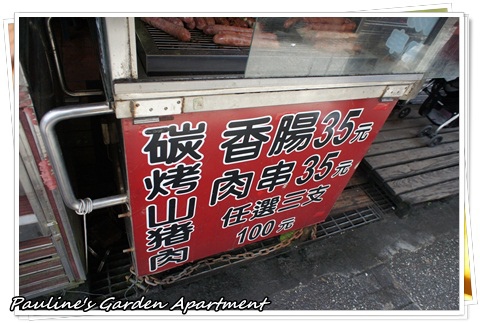 碳烤山豬肉
香腸35元
肉串35元
任選三支
100元
Pauline's Garden Apartment